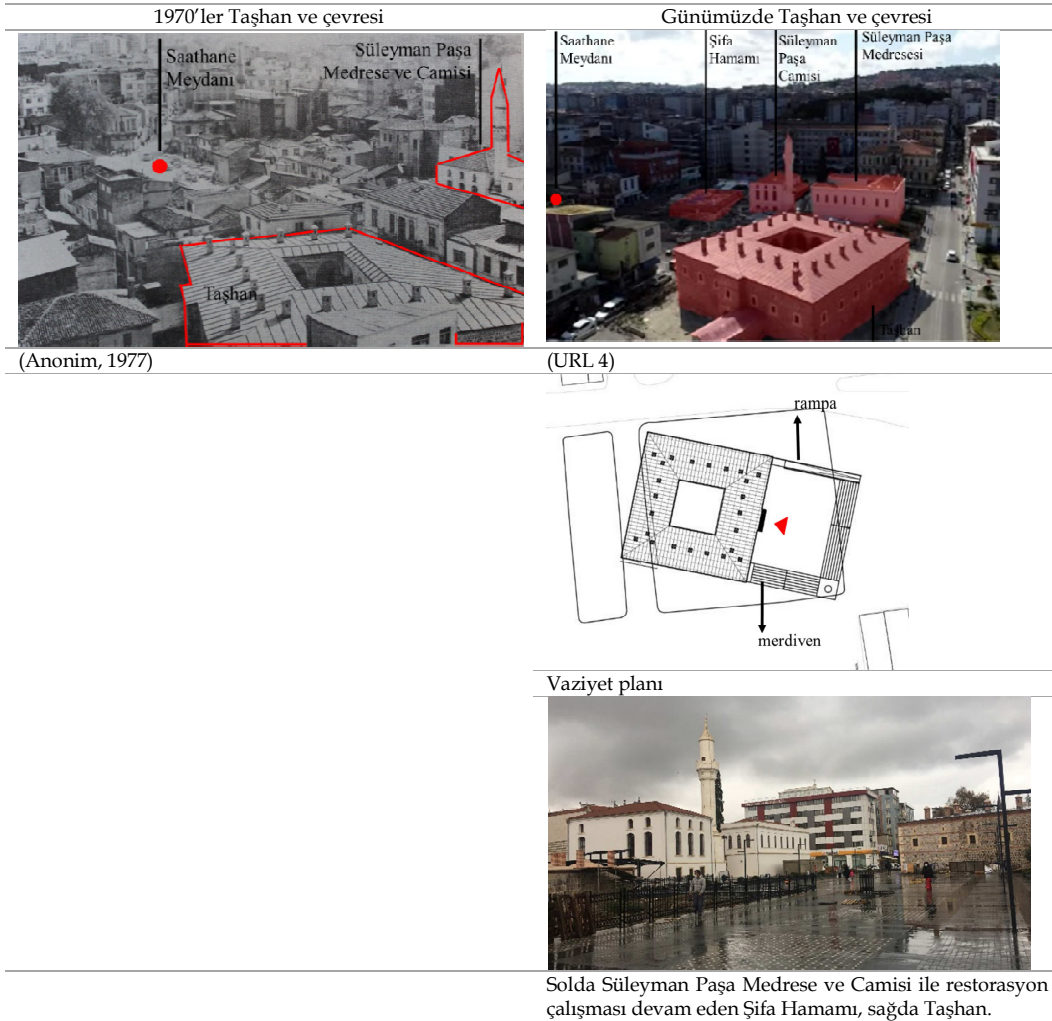 1970’ler Taşhan ve çevresi
Günümüzde Taşhan ve çevresi
Saathane
Meydanı
Süleyman Paşa
Medrese ve Camisi
Taşhan
Saathane
Meydanı
Şifa
Hamamı
Süleyman
Paşa
Camisi
Süleyman Paşa
Medresesi
Taşhan
(Anonim, 1977)
(URL 4)
rampa
merdiven
Vaziyet planı
Solda Süleyman Paşa Medrese ve Camisi ile restorasyon
çalışması devam eden Şifa Hamamı, sağda Taşhan.